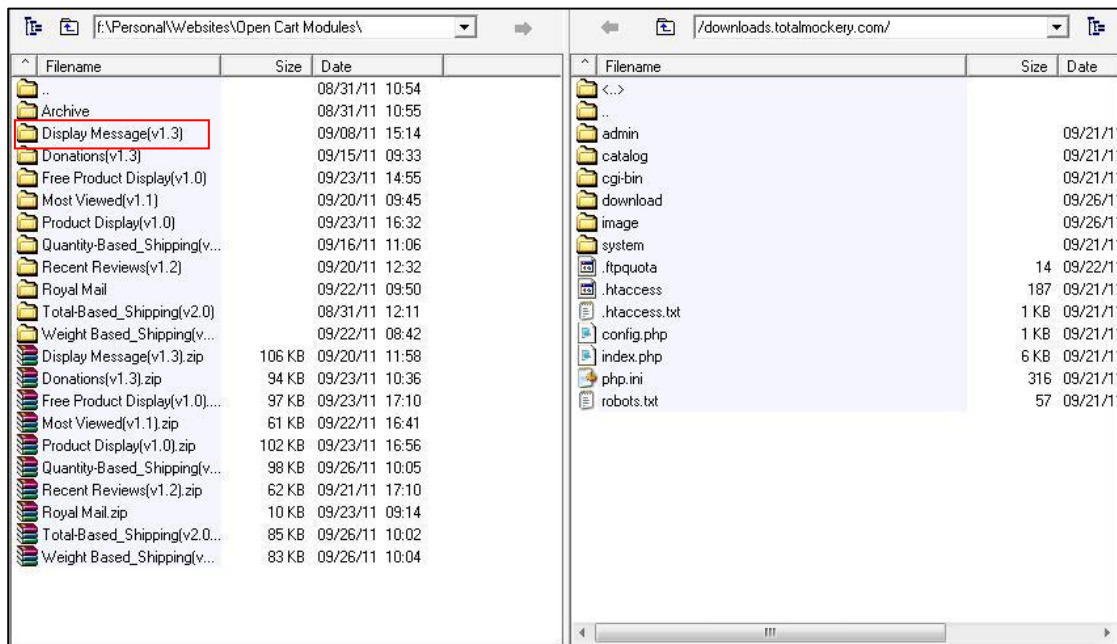 f:\Personal\Websites\Open Cart Modules\
Filename Size Date
.. 08/31/11 10:54
Archive 08/31/11 10:55
Display Message(v1.3) 09/08/11 15:14
Donations(v1.3) 09/15/11 09:33
Free Product Display(v1.0) 09/23/11 14:55
Most Viewed(v1.1) 09/20/11 09:45
Product Display(v1.0) 09/23/11 16:32
Quantity-Based_Shipping(v... 09/16/11 11:06
Recent Reviews(v1.2) 09/20/11 12:32
Royal Mail 09/22/11 09:50
Total-Based_Shipping(v2.0) 08/31/11 12:11
Weight Based_Shipping(v... 09/22/11 08:42
Display Message(v1.3).zip 106 KB 09/20/11 11:58
Donations(v1.3).zip 94 KB 09/23/11 10:36
Free Product Display(v1.0).... 97 KB 09/23/11 17:10
Most Viewed(v1.1).zip 61 KB 09/22/11 16:41
Product Display(v1.0).zip 102 KB 09/23/11 16:56
Quantity-Based_Shipping(v... 98 KB 09/26/11 10:05
Recent Reviews(v1.2).zip 62 KB 09/21/11 17:10
Royal Mail.zip 10 KB 09/23/11 09:14
Total-Based_Shipping(v2.0... 85 KB 09/26/11 10:02
Weight Based_Shipping(v... 83 KB 09/26/11 10:04
/downloads.totalmockery.com/
Filename Size Date
<..>
..
admin 09/21/1
catalog 09/21/1
cgi-bin 09/21/1
download 09/26/1
image 09/26/1
system 09/21/1
.ftpquota 14 09/22/1
.htaccess 187 09/21/1
.htaccess.txt 1 KB 09/21/1
config.php 1 KB 09/21/1
index.php 6 KB 09/21/1
php.ini 316 09/21/1
robots.txt 57 09/21/1